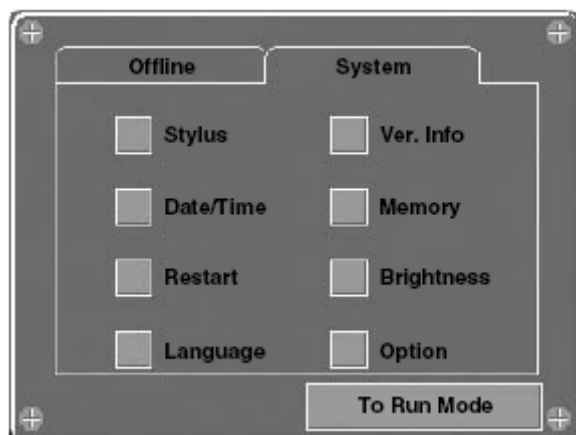 Offline System
Stylus Ver. Info
Date/Time Memory
Restart Brightness
Language Option
To Run Mode